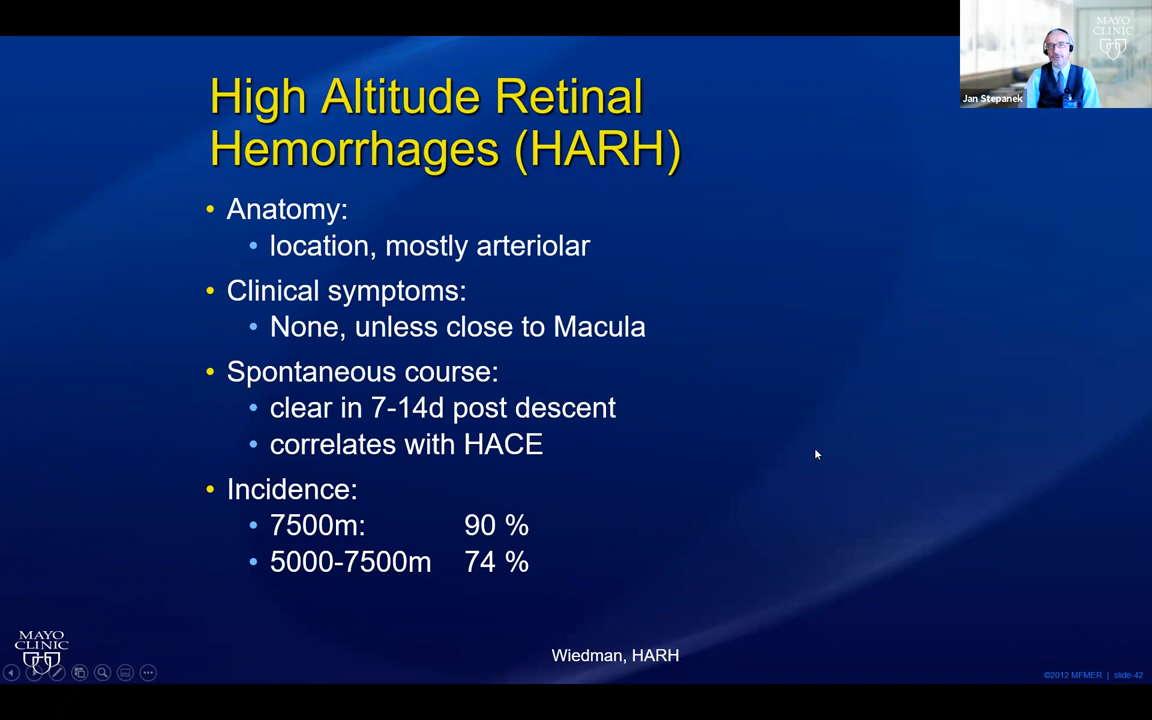 MAYO
CLINIC
Jan Stepanek
High Altitude Retinal
Hemorrhages (HARH)
• Anatomy:
• location, mostly arteriolar
• Clinical symptoms:
• None, unless close to Macula
• Spontaneous course:
• clear in 7-14d post descent
• correlates with HACE
• Incidence:
• 7500m: 90 %
• 5000-7500m 74 %
Wiedman, HARH
MAYO
CLINIC
©2012 MFMER | slide-42